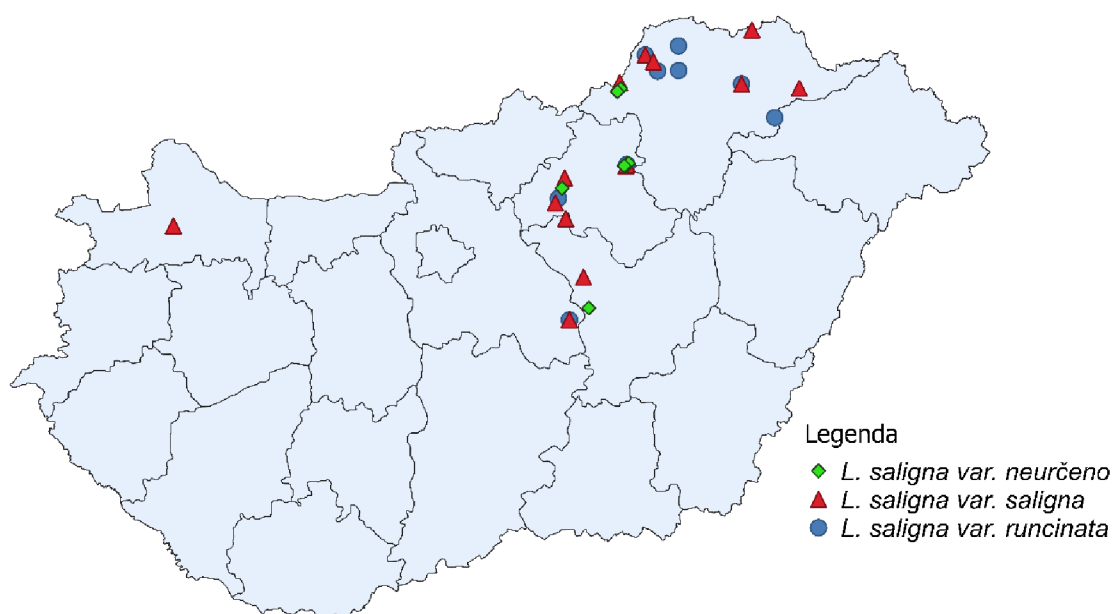 Legenda
L. saligna var. neurčeno
L. saligna var. saligna
L. saligna var. runcinata